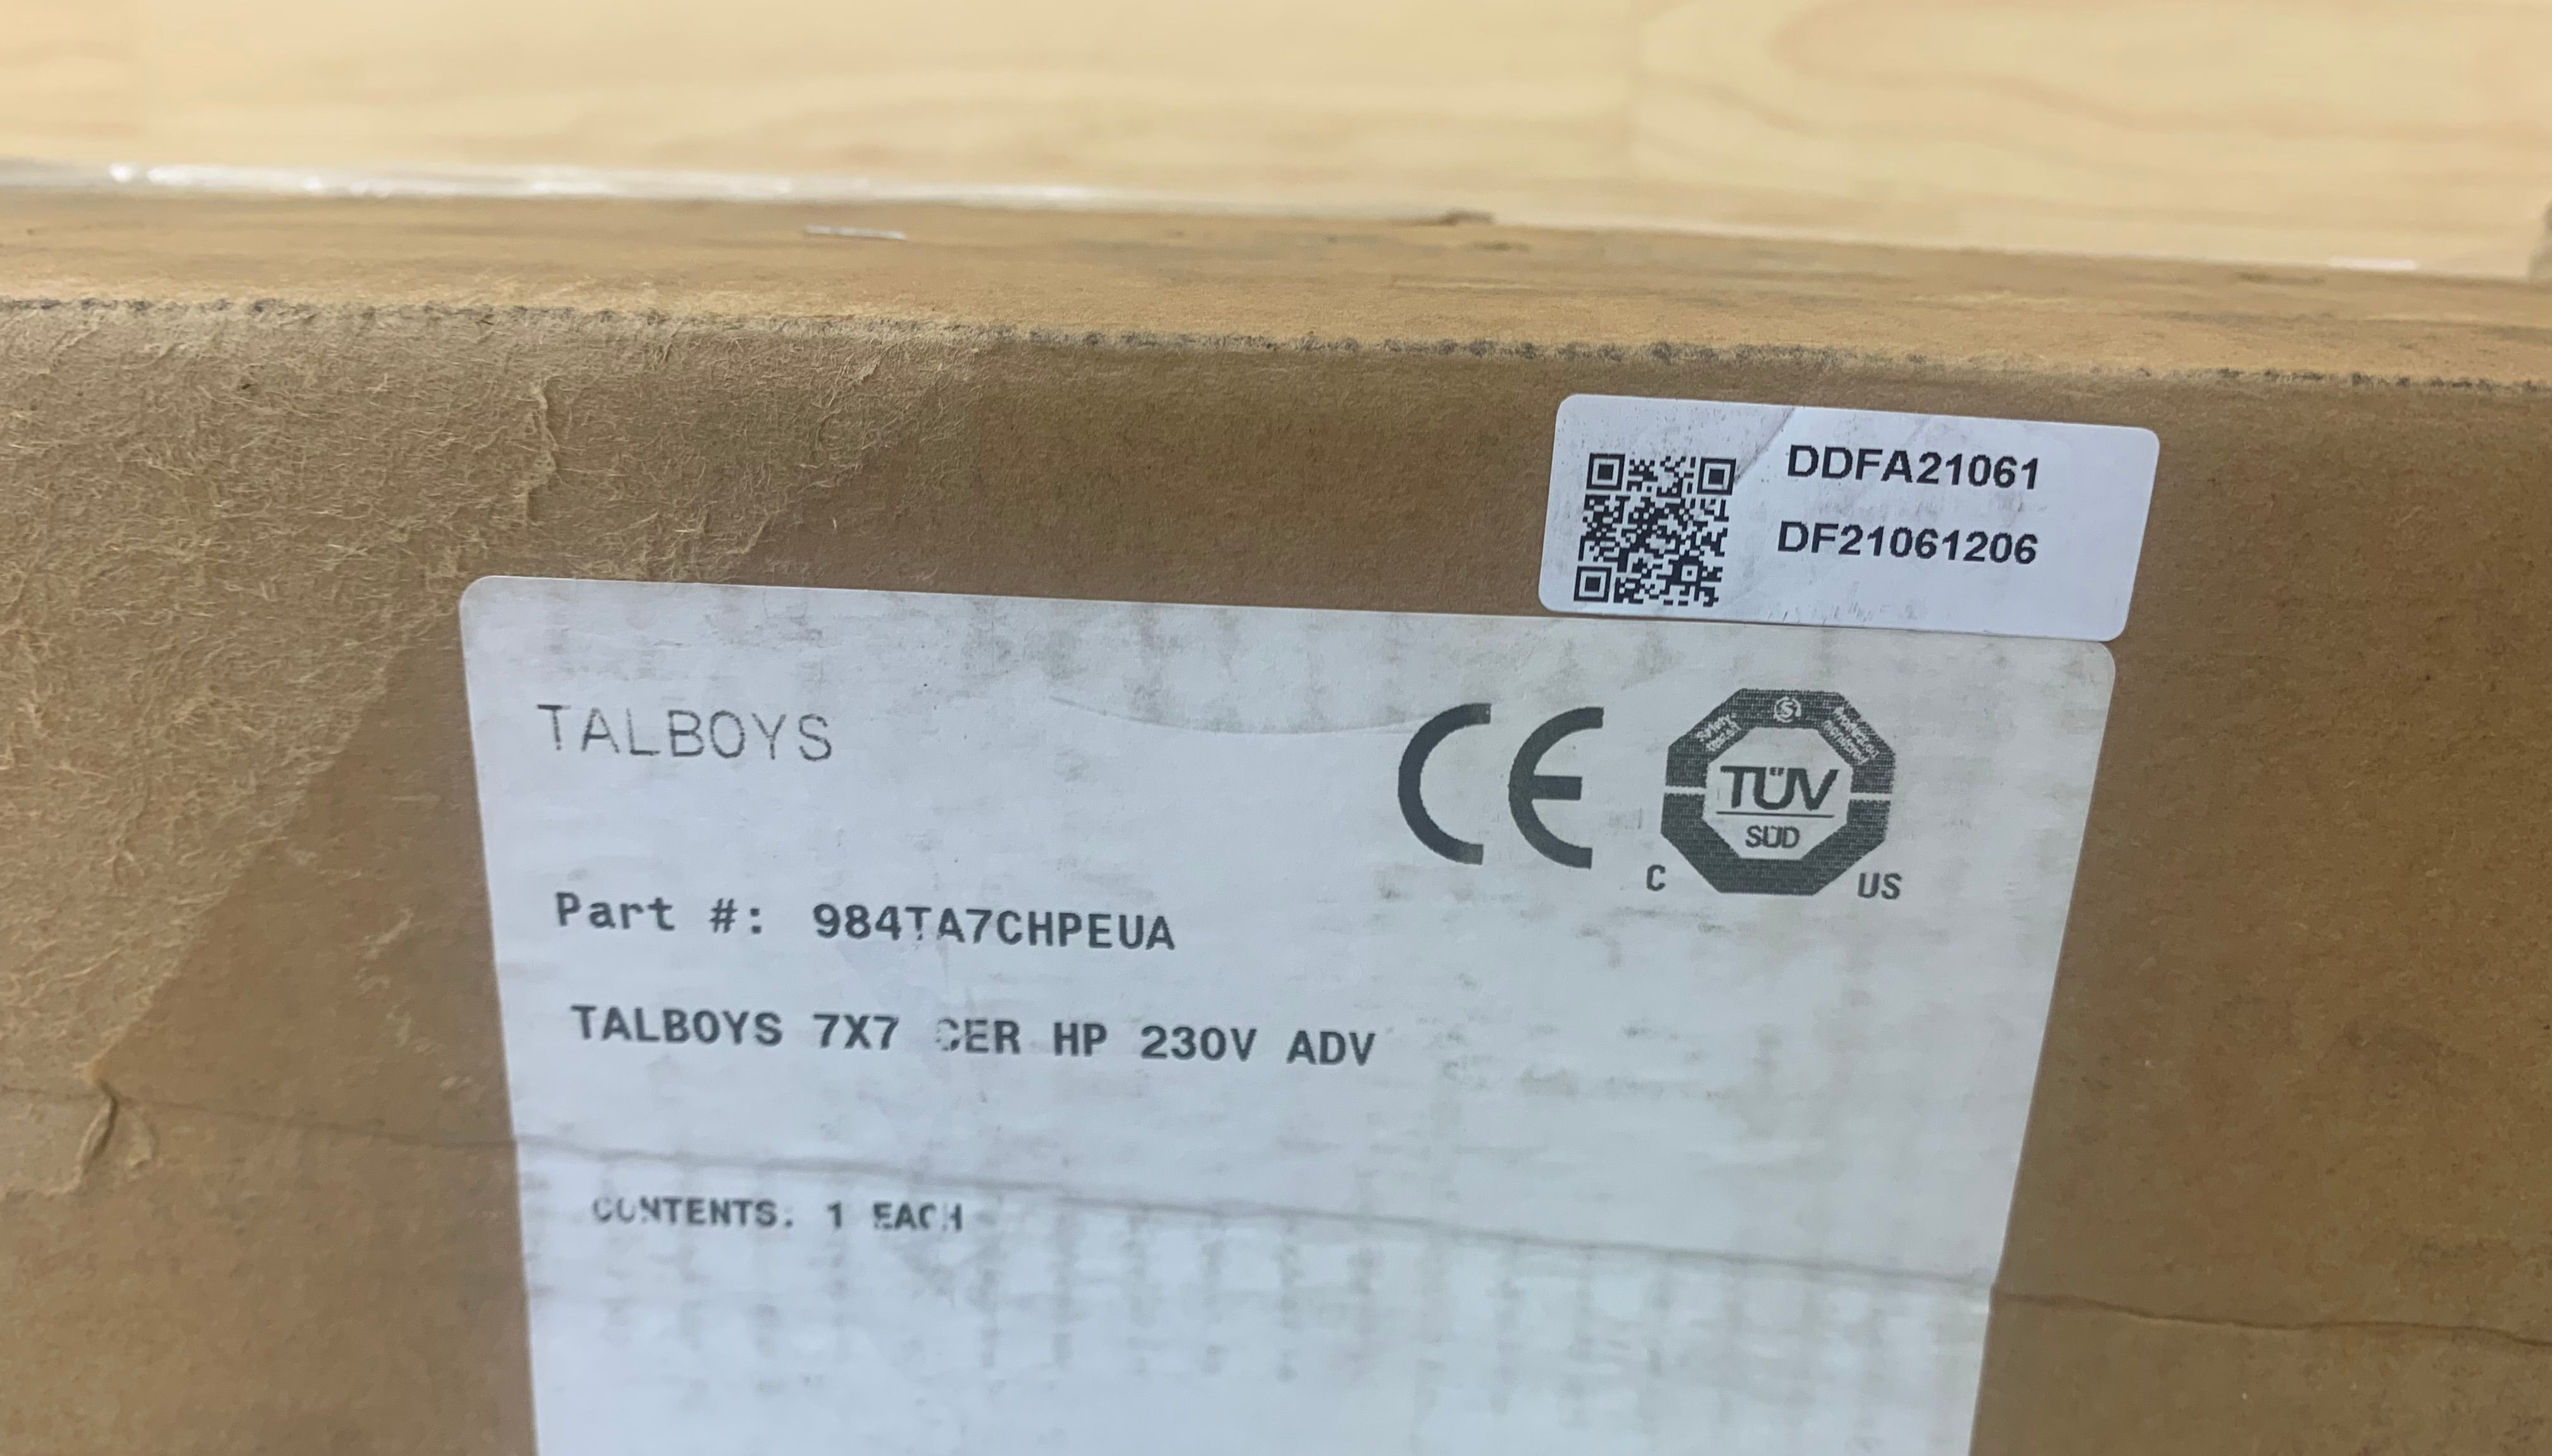 DDFA21061
DF21061206
TALBOYS
CE
TÜV
SÜD
C US
Part #: 984TA7CHPEUA
TALBOYS 7X7 CER HP 230V ADV
CONTENTS: 1 EACH